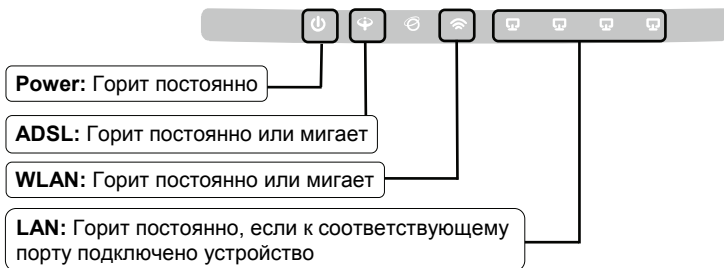 Power: Горит постоянно
ADSL: Горит постоянно или мигает
WLAN: Горит постоянно или мигает
LAN: Горит постоянно, если к соответствующему
порту подключено устройство